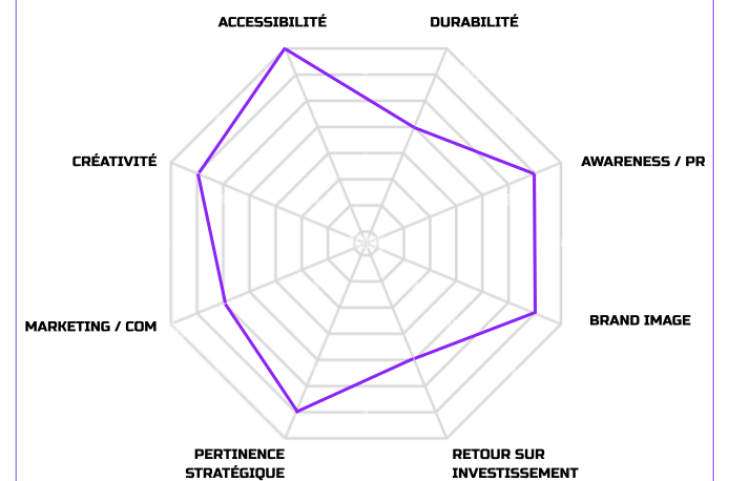 ACCESSIBILITÉ
DURABILITÉ
CRÉATIVITÉ
AWARENESS / PR
MARKETING / COM
BRAND IMAGE
PERTINENCE
STRATÉGIQUE
RETOUR SUR
INVESTISSEMENT